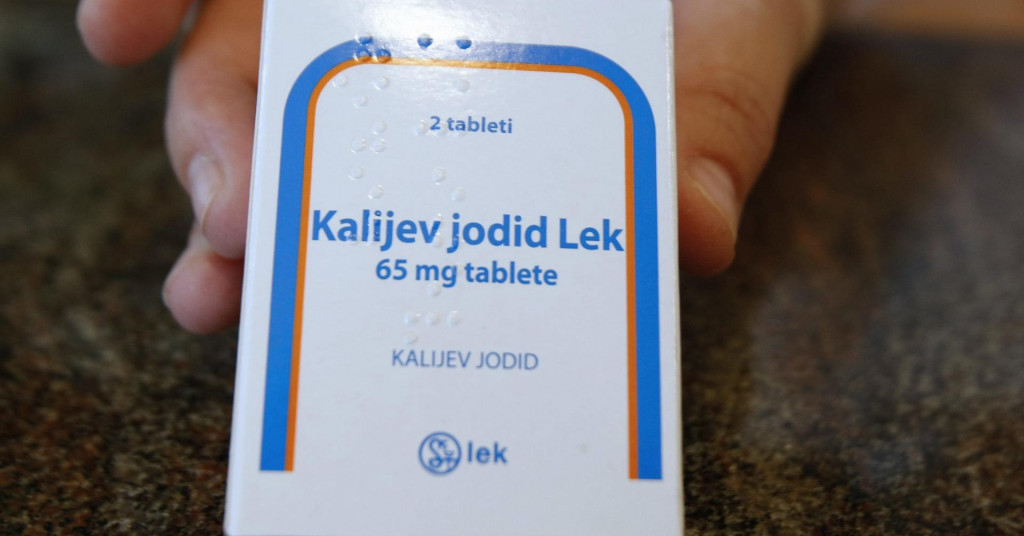 2 tableti
Kalijev jodid Lek
65 mg tablete
KALIJEV JODID
lek